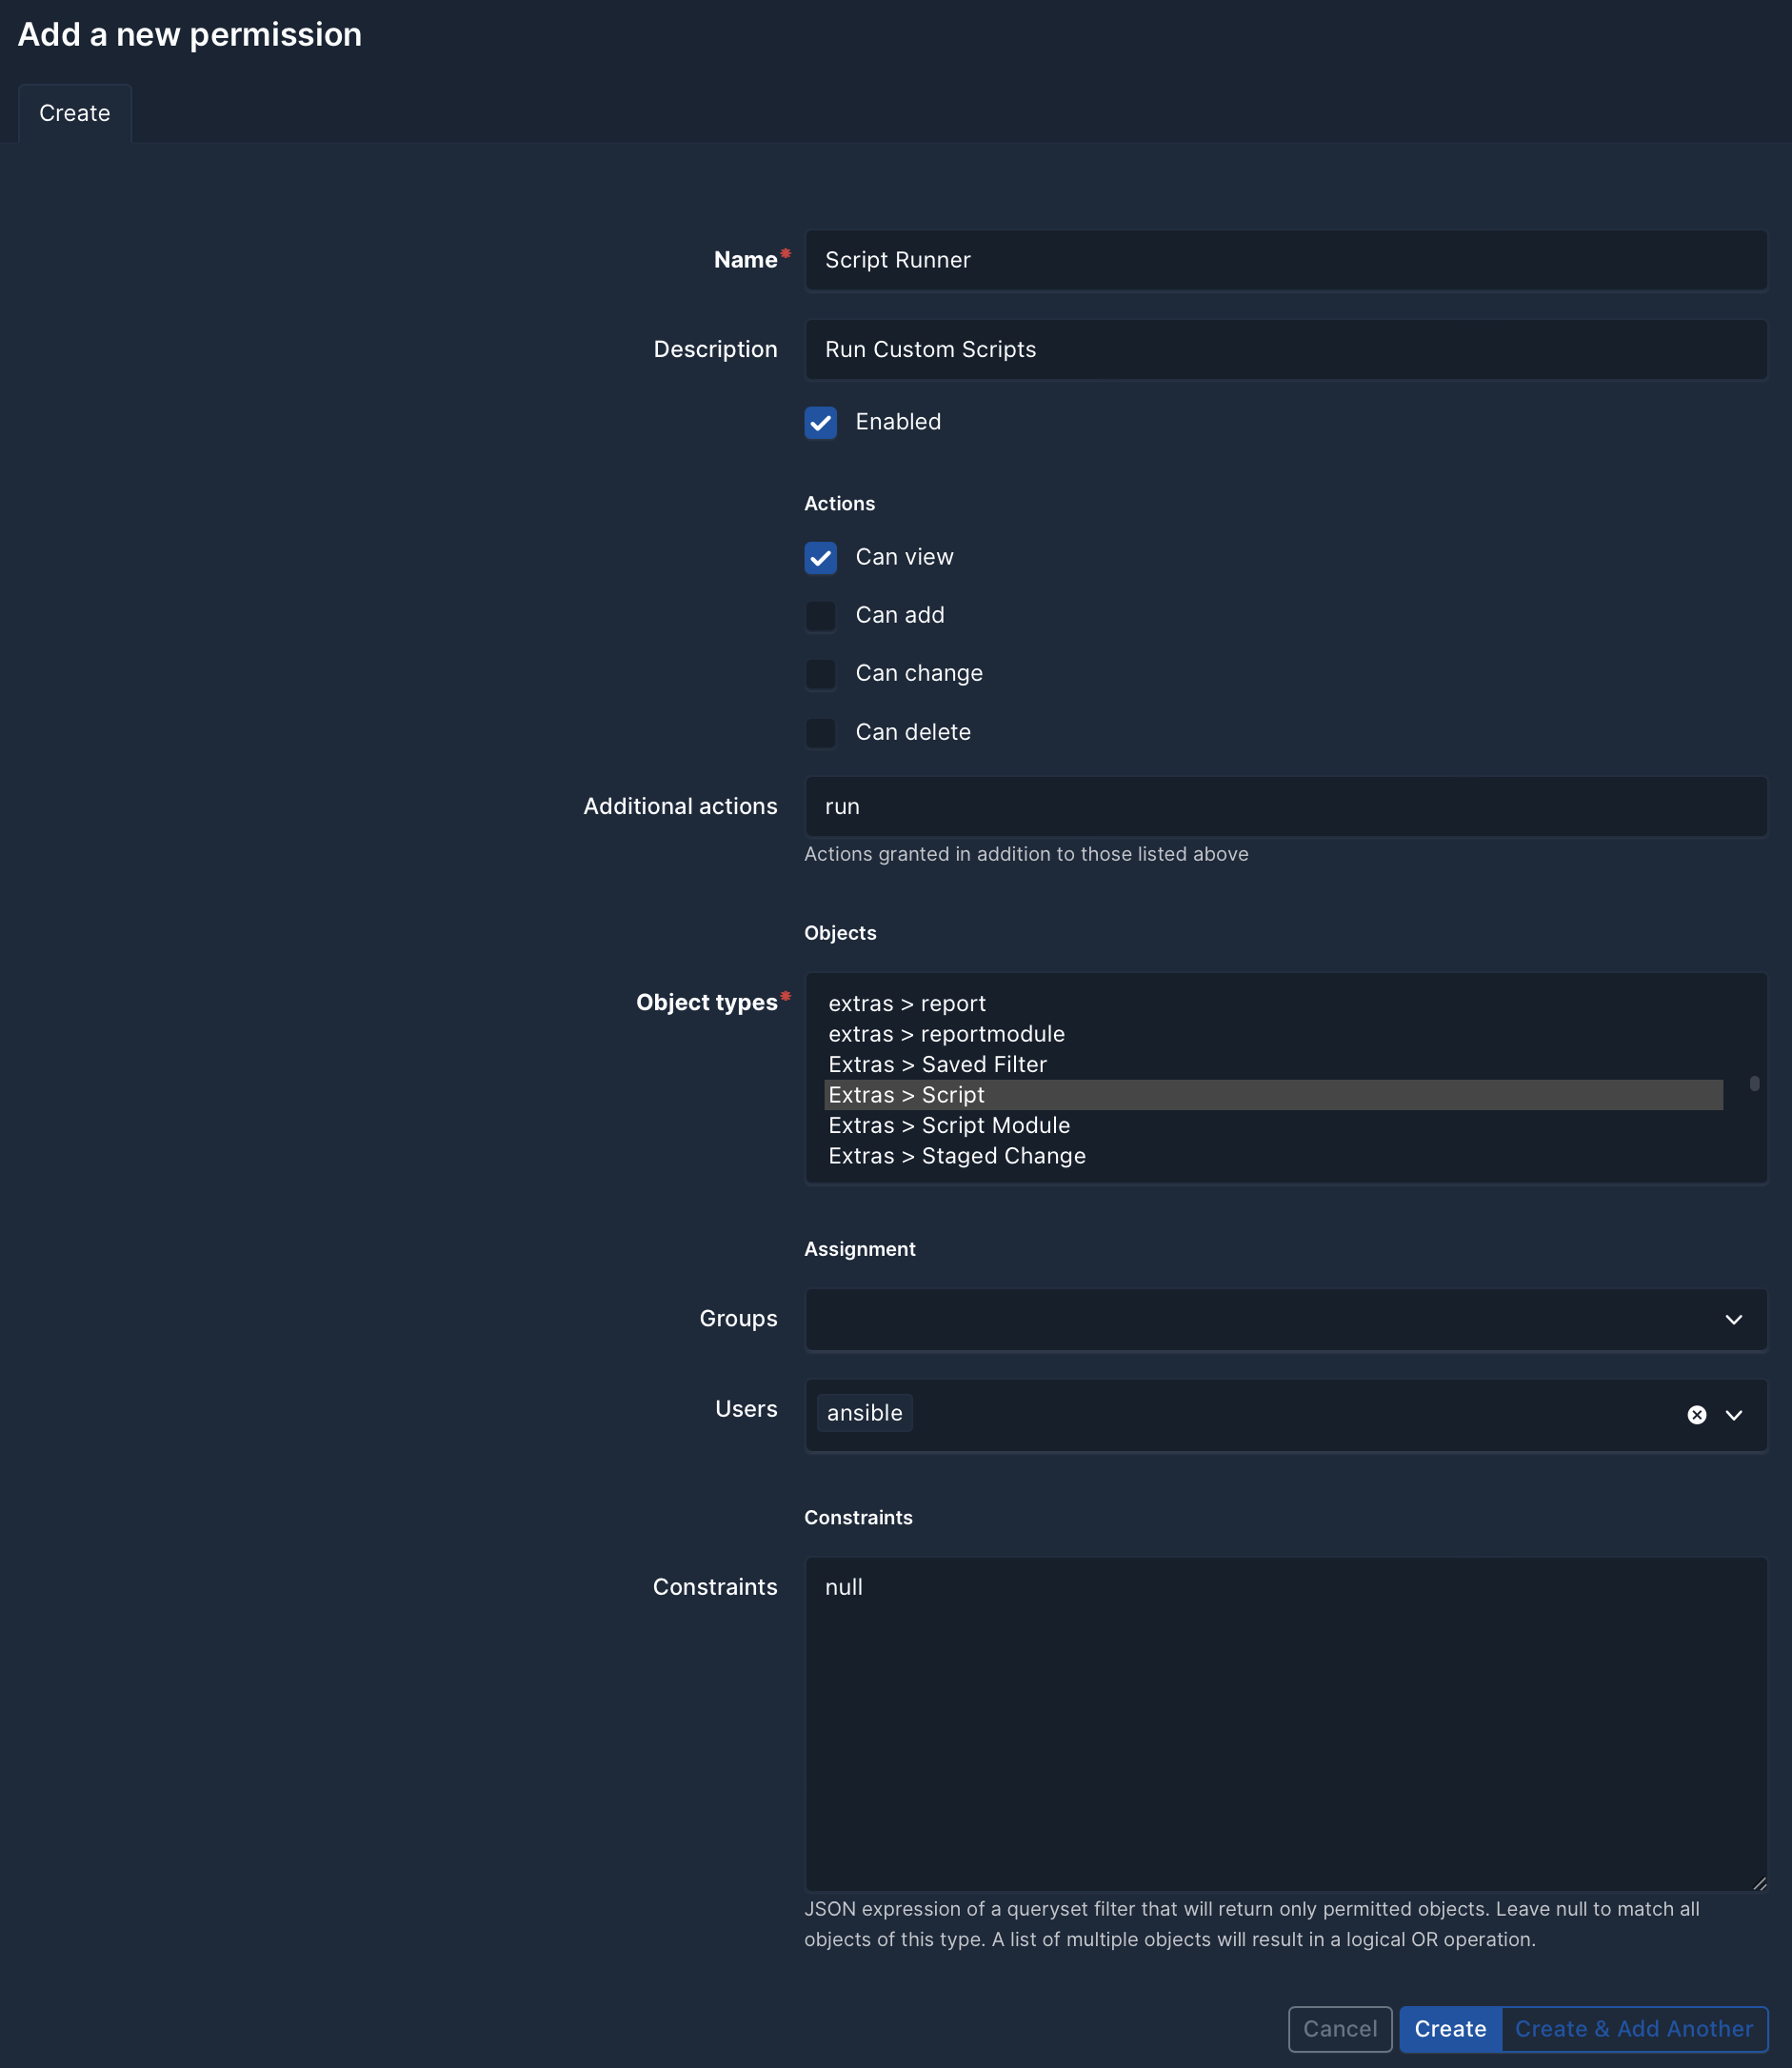 Add a new permission
Create
Name*
Script Runner
Description
Run Custom Scripts
Enabled
Actions
Can view
Can add
Can change
Can delete
Additional actions
run
Actions granted in addition to those listed above
Objects
Object types*
extras > report
extras > reportmodule
Extras > Saved Filter
Extras > Script
Extras > Script Module
Extras > Staged Change
Assignment
Groups
Users
ansible
Constraints
Constraints
null
JSON expression of a queryset filter that will return only permitted objects. Leave null to match all
objects of this type. A list of multiple objects will result in a logical OR operation.
Cancel
Create
Create & Add Another